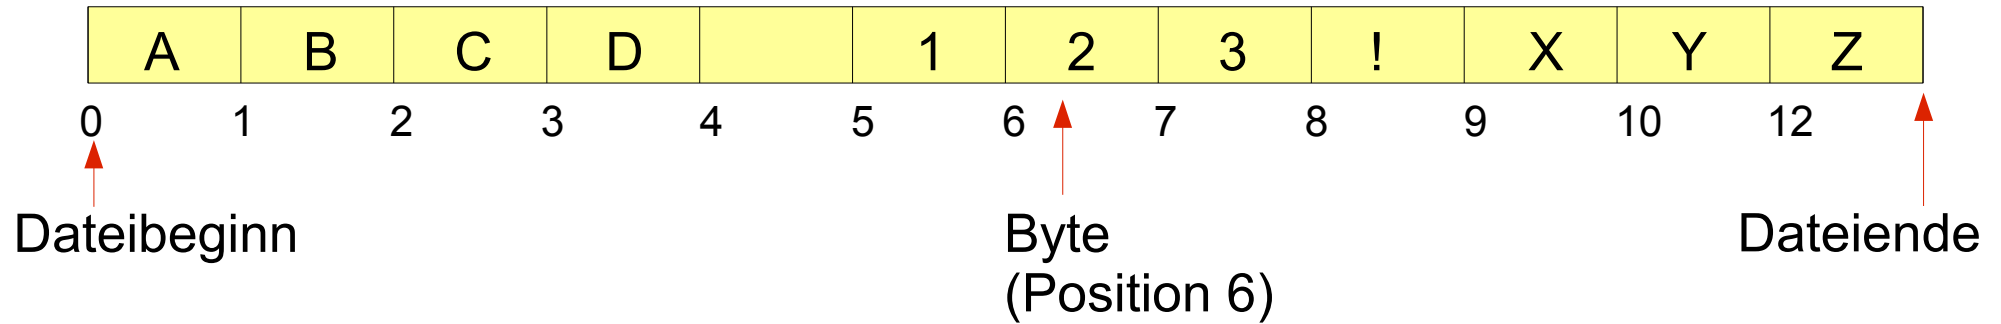 A B C D 1 2 3 ! X Y Z
0 1 2 3 4 5 6 7 8 9 10 12
Dateibeginn Byte Dateiende
(Position 6)